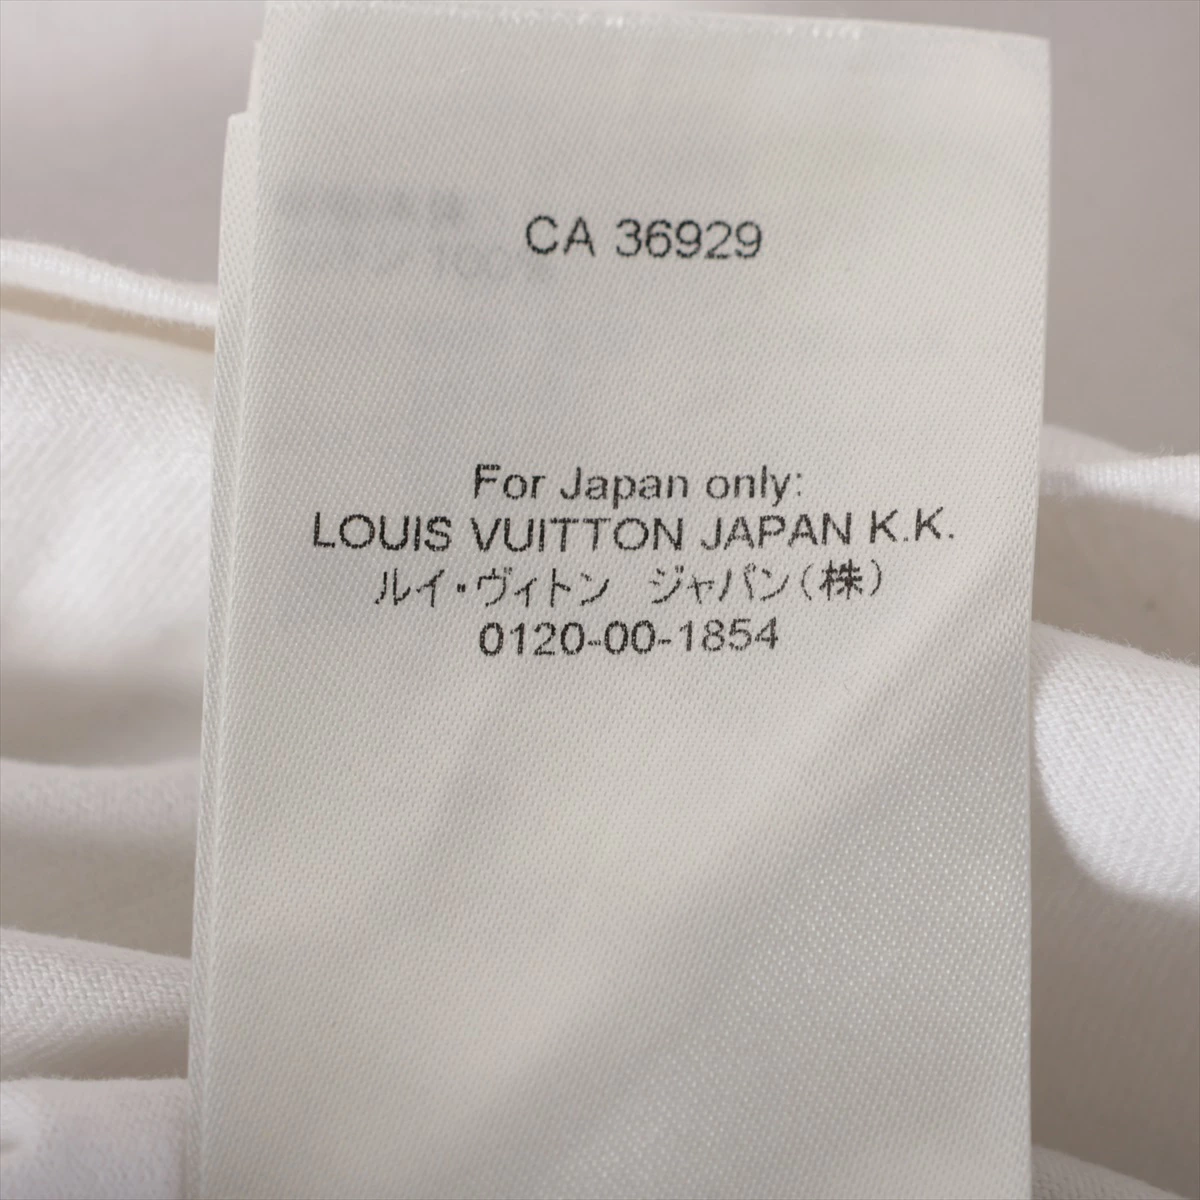 CA 36929
For Japan only:
LOUIS VUITTON JAPAN K.K.
ルイ・ヴィトン　ジャパン（株）
0120-00-1854